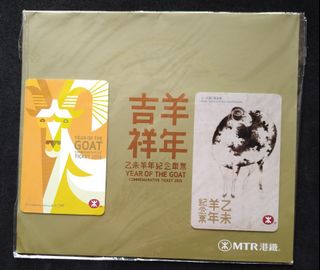 YEAR OF THE
GOAT
COMMEMORATIVE
TICKET 2015
吉羊
祥年
乙未羊年紀念車票
YEAR OF THE GOAT
COMMEMORATIVE TICKET 2015
乙未
羊年
紀念票
MTR 港鐵